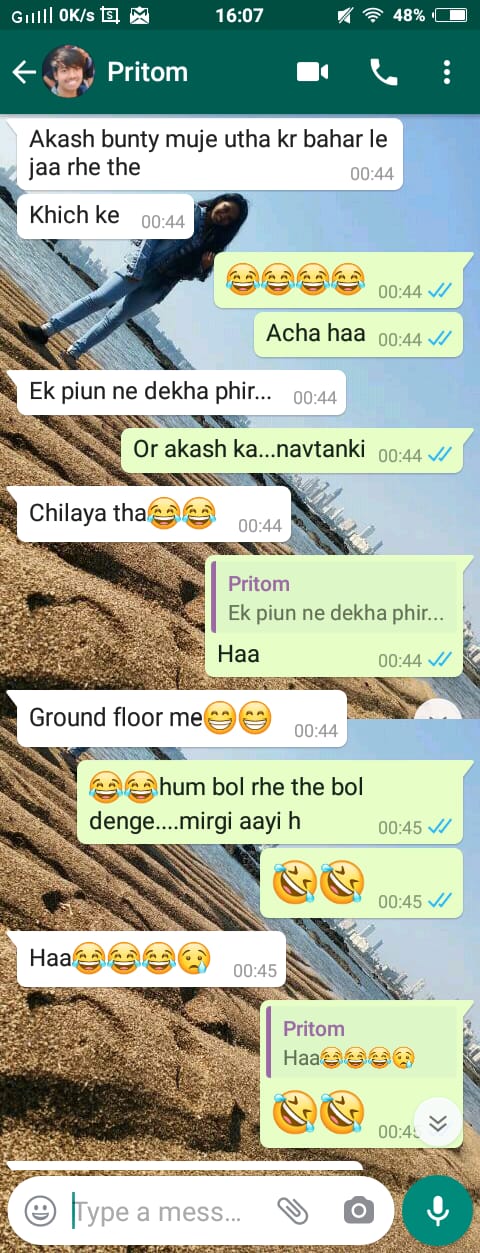 0K/s
16:07
48%
Pritom
Akash bunty muje utha kr bahar le
jaa rhe the
00:44
Khich ke 00:44
😂😂😂😂 00:44
Acha haa 00:44
Ek piun ne dekha phir... 00:44
Or akash ka...navtanki 00:44
Chilaya tha😂😂 00:44
Pritom
Ek piun ne dekha phir...
Haa 00:44
Ground floor me😁😁 00:44
😂😂hum bol rhe the bol
denge....mirgi aayi h 00:45
🤣🤣 00:45
Haa😂😂😂😢 00:45
Pritom
Haa😂😂😂😢
🤣🤣 00:45
Type a mess...